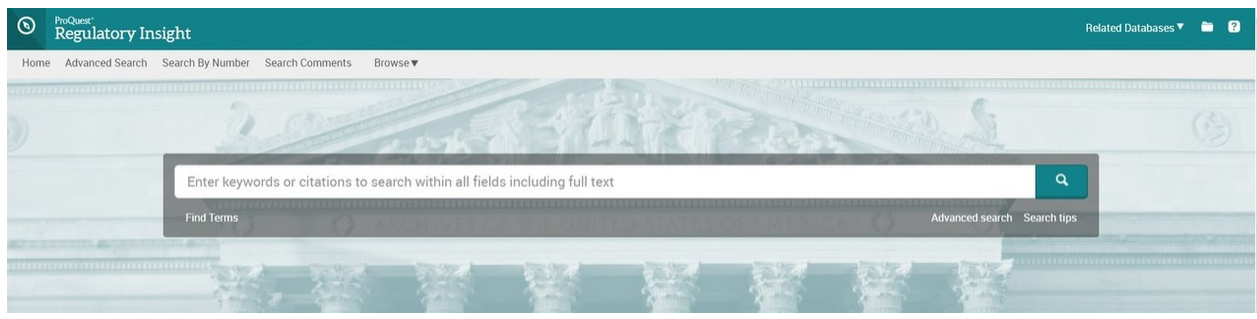 ProQuest®
Regulatory Insight
Related Databases▼
Home Advanced Search Search By Number Search Comments Browse▼
Enter keywords or citations to search within all fields including full text
Find Terms Advanced search Search tips